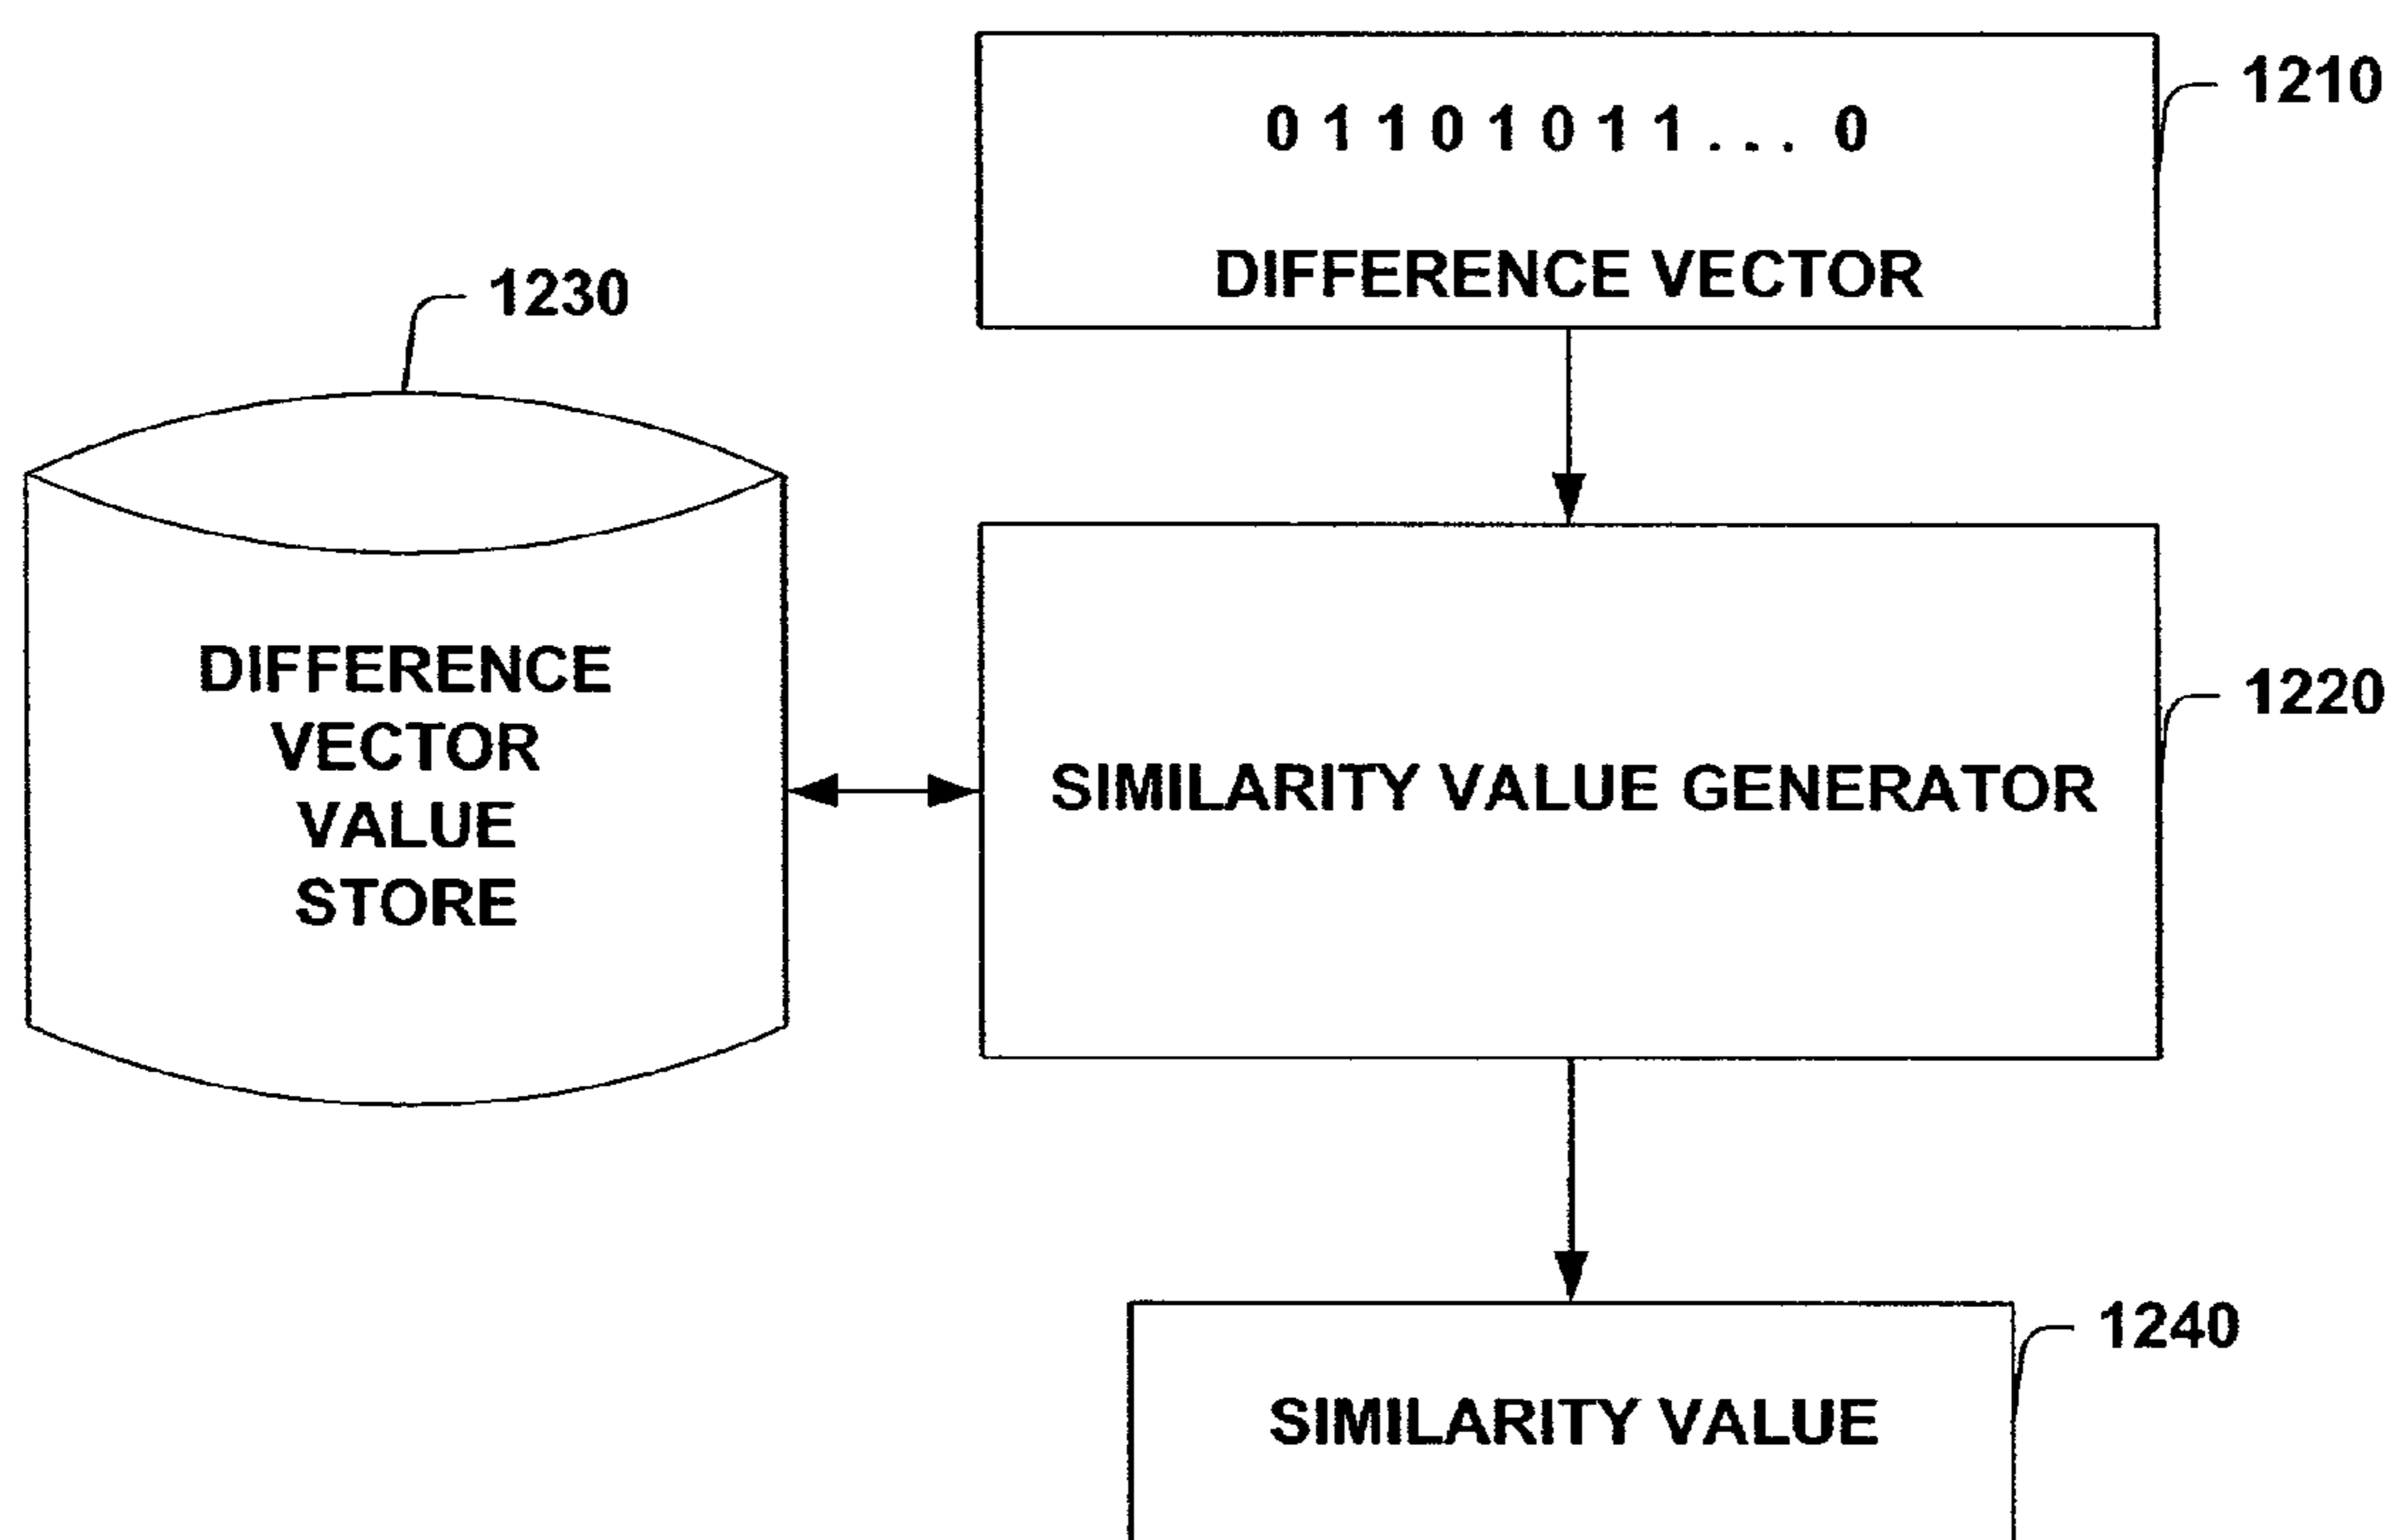 1210
0 1 1 0 1 0 1 1 . . . 0
DIFFERENCE VECTOR
1230
DIFFERENCE
VECTOR
VALUE
STORE
1220
SIMILARITY VALUE GENERATOR
1240
SIMILARITY VALUE